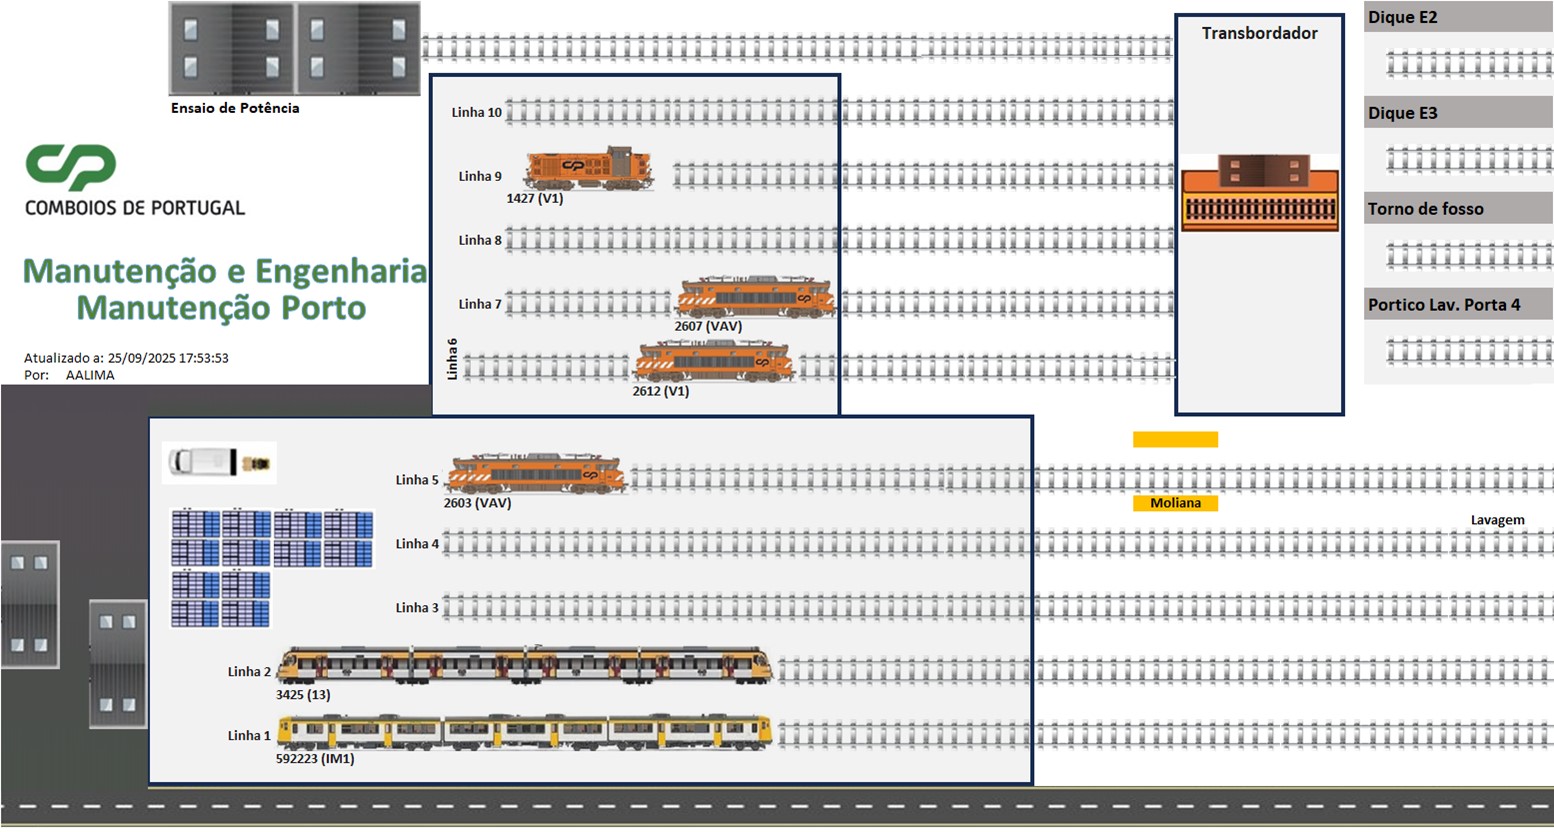 Ensaio de Potência
COMBOIOS DE PORTUGAL
Manutenção e Engenharia
Manutenção Porto
Atualizado a: 25/09/2025 17:53:53
Por: AALIMA
Linha 10
Linha 9
1427 (V1)
Linha 8
Linha 7
2607 (VAV)
Linha 6
2612 (V1)
Transbordador
Dique E2
Dique E3
Torno de fosso
Portico Lav. Porta 4
Linha 5
2603 (VAV)
Moliana
Lavagem
Linha 4
Linha 3
Linha 2
3425 (13)
Linha 1
592223 (IM1)